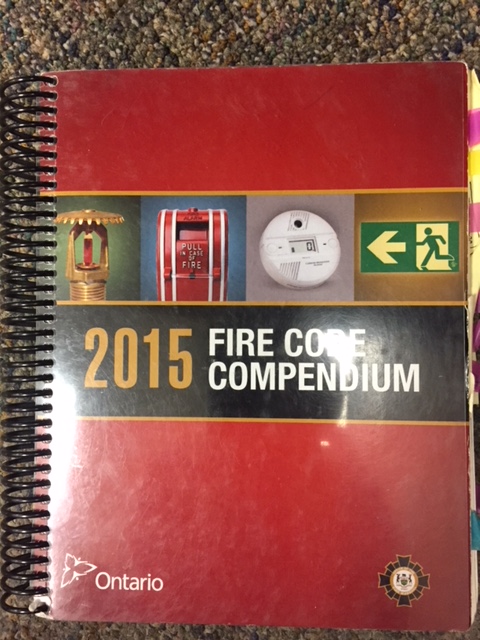 PULL
IN CASE
OF
FIRE
2015
FIRE CODE
COMPENDIUM
Ontario